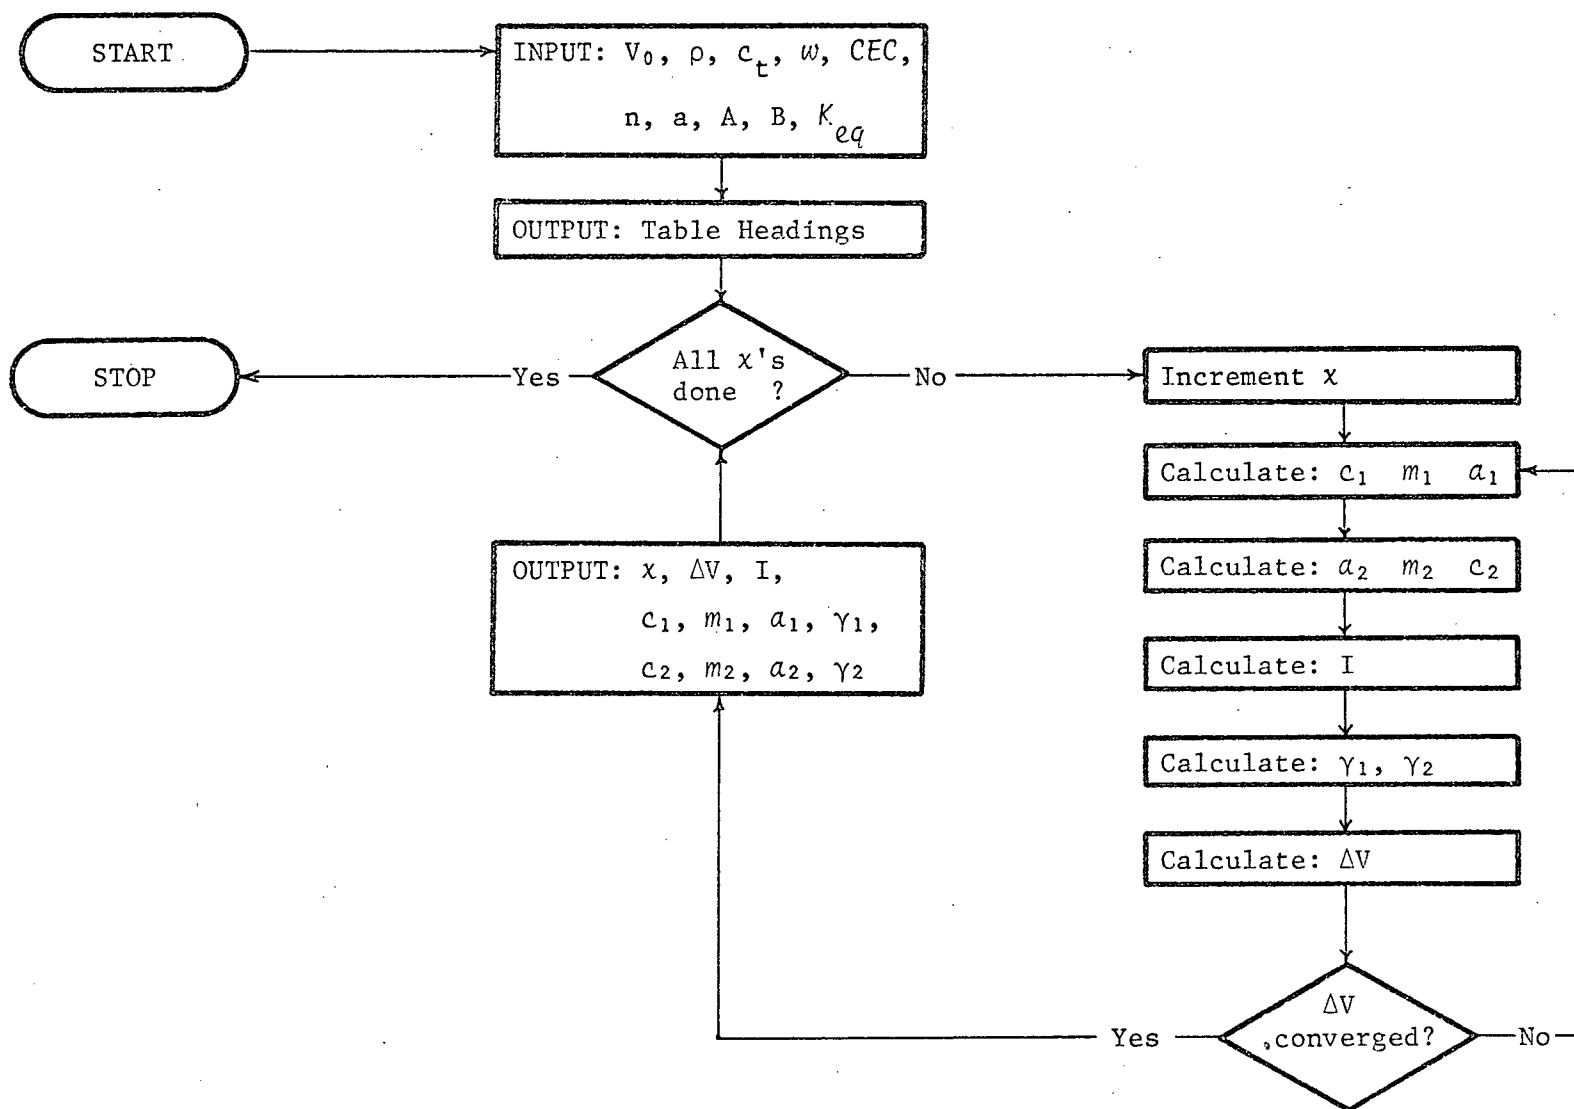 START
INPUT: V₀, ρ, c_t, w, CEC,
n, a, A, B, K_eq
OUTPUT: Table Headings
All χ's
done ?
Yes
No
STOP
Increment χ
Calculate: c₁ m₁ a₁
Calculate: a₂ m₂ c₂
Calculate: I
Calculate: γ₁, γ₂
Calculate: ΔV
ΔV
converged?
Yes
No
OUTPUT: χ, ΔV, I,
c₁, m₁, a₁, γ₁,
c₂, m₂, a₂, γ₂